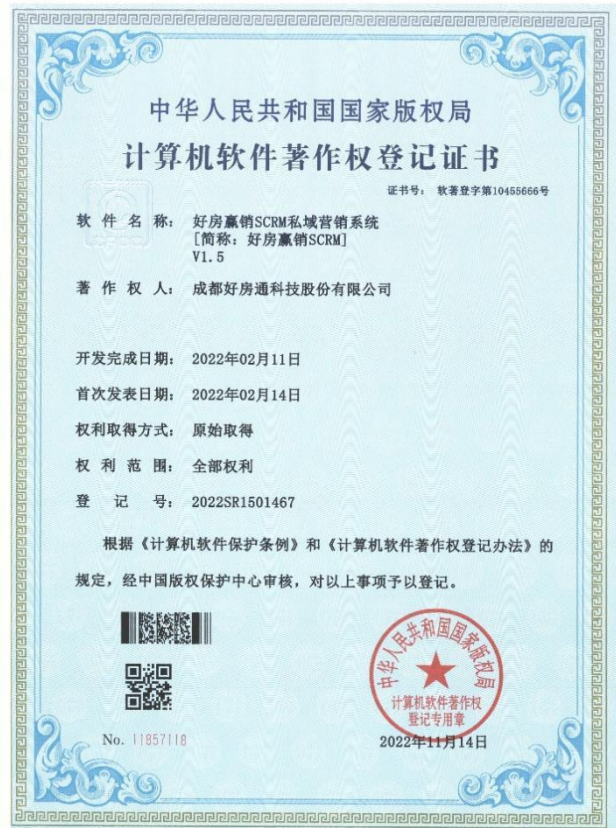 中华人民共和国国家版权局
计算机软件著作权登记证书
证书号： 软著登字第10455666号
软件名称： 好房赢销SCRM私域营销系统
[简称：好房赢销SCRM]
V1.5
著作权人： 成都好房通科技股份有限公司
开发完成日期： 2022年02月11日
首次发表日期： 2022年02月14日
权利取得方式： 原始取得
权利范围： 全部权利
登记号： 2022SR1501467
根据《计算机软件保护条例》和《计算机软件著作权登记办法》的
规定，经中国版权保护中心审核，对以上事项予以登记。
中华人民共和国国家版权局
计算机软件著作权
登记专用章
No. 11857118
2022年11月14日